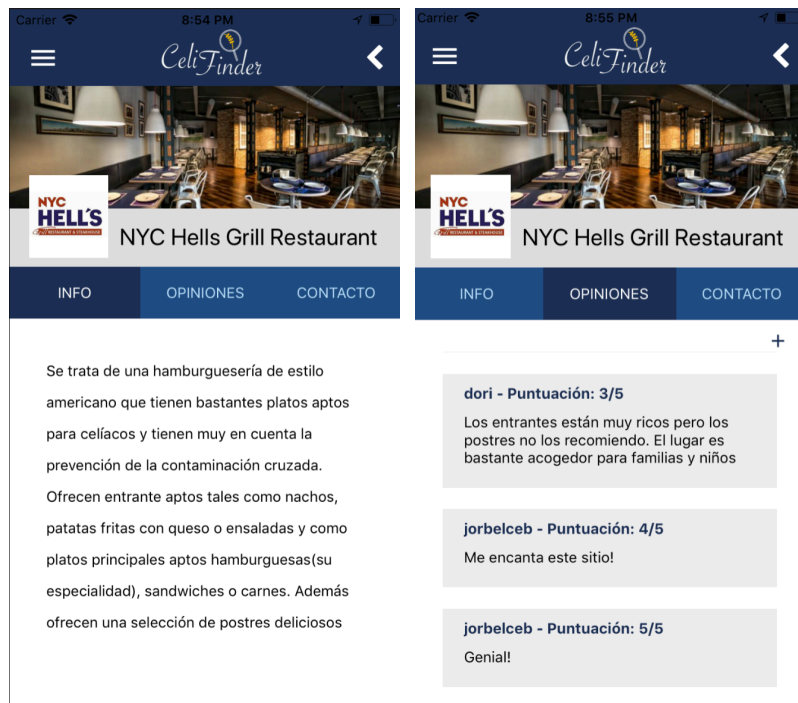 Carrier 8:54 PM
CeliFinder
NYC
HELL'S
Grill RESTAURANT & STEAKHOUSE
NYC Hells Grill Restaurant
INFO OPINIONES CONTACTO
Se trata de una hamburguesería de estilo
americano que tienen bastantes platos aptos
para celíacos y tienen muy en cuenta la
prevención de la contaminación cruzada.
Ofrecen entrante aptos tales como nachos,
patatas fritas con queso o ensaladas y como
platos principales aptos hamburguesas(su
especialidad), sandwiches o carnes. Además
ofrecen una selección de postres deliciosos
Carrier 8:55 PM
CeliFinder
NYC
HELL'S
Grill RESTAURANT & STEAKHOUSE
NYC Hells Grill Restaurant
INFO OPINIONES CONTACTO
+
dori - Puntuación: 3/5
Los entrantes están muy ricos pero los
postres no los recomiendo. El lugar es
bastante acogedor para familias y niños
jorbelceb - Puntuación: 4/5
Me encanta este sitio!
jorbelceb - Puntuación: 5/5
Genial!